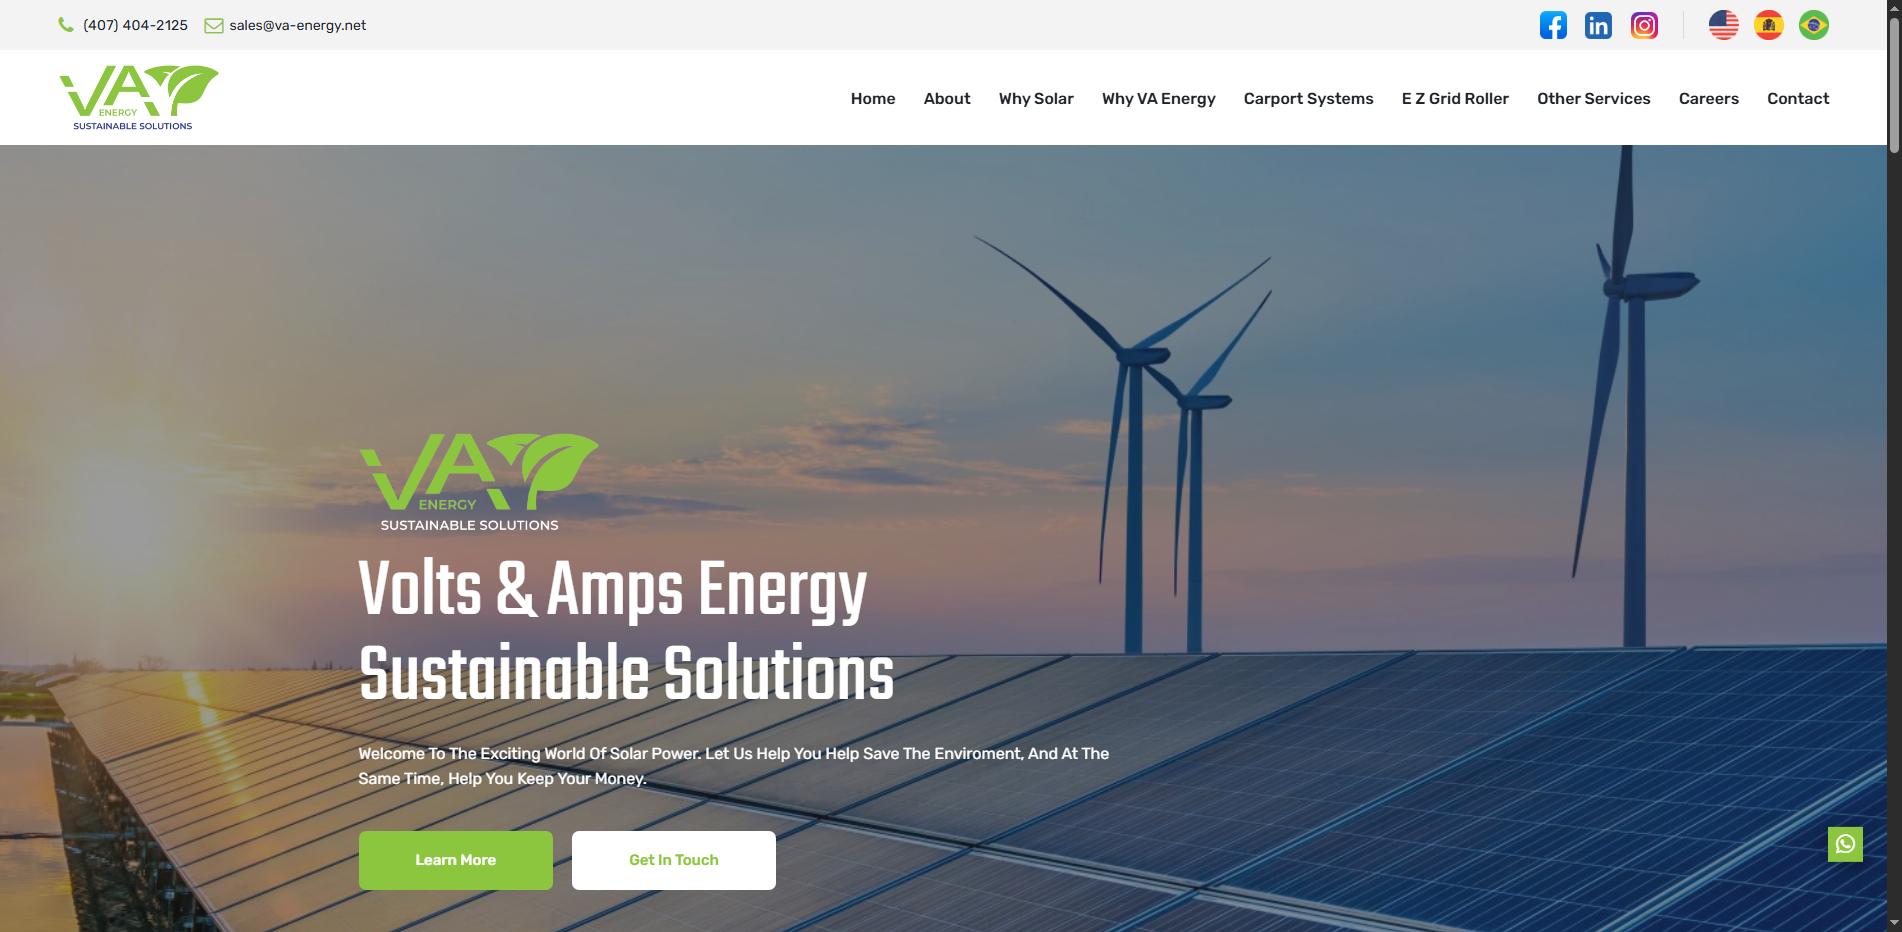 (407) 404-2125 sales@va-energy.net
VA
ENERGY
SUSTAINABLE SOLUTIONS
Home About Why Solar Why VA Energy Carport Systems E Z Grid Roller Other Services Careers Contact
VA
ENERGY
SUSTAINABLE SOLUTIONS
Volts & Amps Energy
Sustainable Solutions
Welcome To The Exciting World Of Solar Power. Let Us Help You Help Save The Enviroment, And At The
Same Time, Help You Keep Your Money.
Learn More Get In Touch